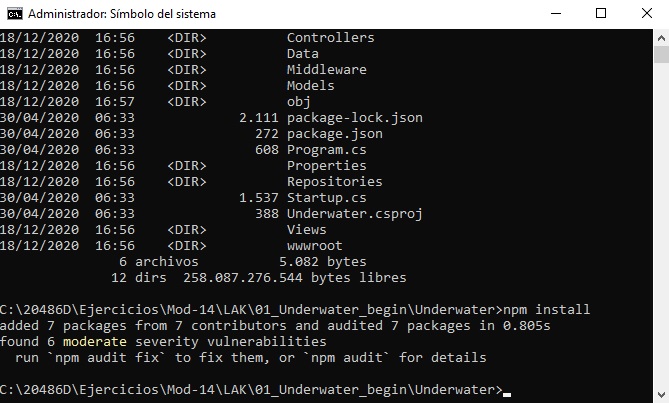 Administrador: Símbolo del sistema
18/12/2020  16:56    <DIR>          Controllers
18/12/2020  16:56    <DIR>          Data
18/12/2020  16:56    <DIR>          Middleware
18/12/2020  16:56    <DIR>          Models
18/12/2020  16:57    <DIR>          obj
30/04/2020  06:33             2.111 package-lock.json
30/04/2020  06:33               272 package.json
30/04/2020  06:33               608 Program.cs
18/12/2020  16:56    <DIR>          Properties
18/12/2020  16:56    <DIR>          Repositories
30/04/2020  06:33             1.537 Startup.cs
30/04/2020  06:33               388 Underwater.csproj
18/12/2020  16:56    <DIR>          Views
18/12/2020  16:56    <DIR>          wwwroot
               6 archivos          5.082 bytes
              12 dirs  258.087.276.544 bytes libres
C:\20486D\Ejercicios\Mod-14\LAK\01_Underwater_begin\Underwater>npm install
added 7 packages from 7 contributors and audited 7 packages in 0.805s
found 6 moderate severity vulnerabilities
  run `npm audit fix` to fix them, or `npm audit` for details
C:\20486D\Ejercicios\Mod-14\LAK\01_Underwater_begin\Underwater>